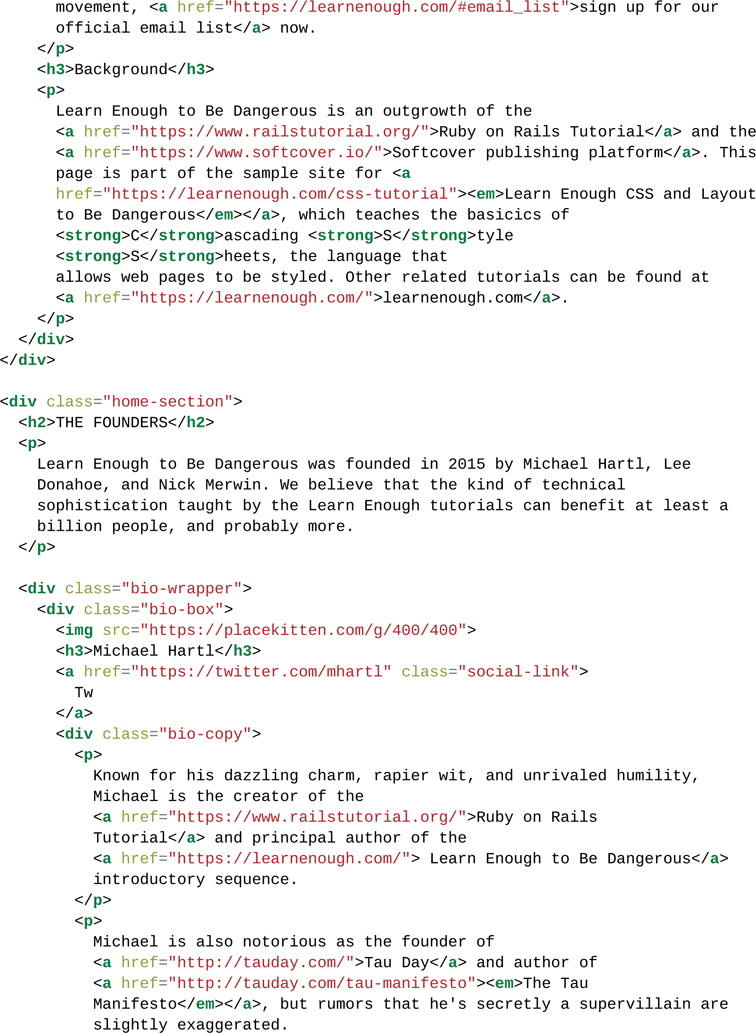 movement, <a href="https://learnenough.com/#email_list">sign up for our
official email list</a> now.
</p>
<h3>Background</h3>
<p>
Learn Enough to Be Dangerous is an outgrowth of the
<a href="https://www.railstutorial.org/">Ruby on Rails Tutorial</a> and the
<a href="https://www.softcover.io/">Softcover publishing platform</a>. This
page is part of the sample site for <a
href="https://learnenough.com/css-tutorial"><em>Learn Enough CSS and Layout
to Be Dangerous</em></a>, which teaches the basicics of
<strong>C</strong>ascading <strong>S</strong>tyle
<strong>S</strong>heets, the language that
allows web pages to be styled. Other related tutorials can be found at
<a href="https://learnenough.com/">learnenough.com</a>.
</p>
</div>
</div>
<div class="home-section">
<h2>THE FOUNDERS</h2>
<p>
Learn Enough to Be Dangerous was founded in 2015 by Michael Hartl, Lee
Donahoe, and Nick Merwin. We believe that the kind of technical
sophistication taught by the Learn Enough tutorials can benefit at least a
billion people, and probably more.
</p>
<div class="bio-wrapper">
<div class="bio-box">
<img src="https://placekitten.com/g/400/400">
<h3>Michael Hartl</h3>
<a href="https://twitter.com/mhartl" class="social-link">
Tw
</a>
<div class="bio-copy">
<p>
Known for his dazzling charm, rapier wit, and unrivaled humility,
Michael is the creator of the
<a href="https://www.railstutorial.org/">Ruby on Rails
Tutorial</a> and principal author of the
<a href="https://learnenough.com/"> Learn Enough to Be Dangerous</a>
introductory sequence.
</p>
<p>
Michael is also notorious as the founder of
<a href="http://tauday.com/">Tau Day</a> and author of
<a href="http://tauday.com/tau-manifesto"><em>The Tau
Manifesto</em></a>, but rumors that he's secretly a supervillain are
slightly exaggerated.